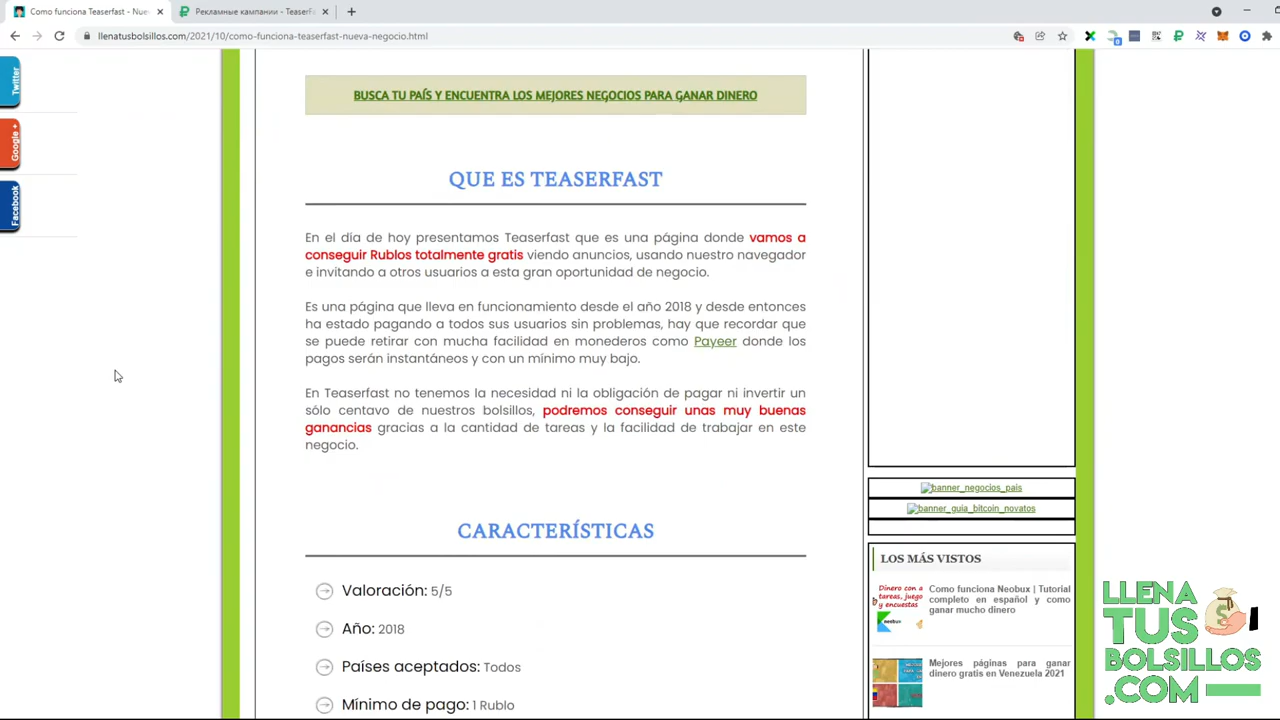 Como funciona Teaserfast - Nue
Рекламные кампании - TeaserF
llenatusbolsillos.com/2021/10/como-funciona-teaserfast-nueva-negocio.html
Twitter
Google +
Facebook
BUSCA TU PAÍS Y ENCUENTRA LOS MEJORES NEGOCIOS PARA GANAR DINERO
QUE ES TEASERFAST
En el día de hoy presentamos Teaserfast que es una página donde vamos a
conseguir Rublos totalmente gratis viendo anuncios, usando nuestro navegador
e invitando a otros usuarios a esta gran oportunidad de negocio.
Es una página que lleva en funcionamiento desde el año 2018 y desde entonces
ha estado pagando a todos sus usuarios sin problemas, hay que recordar que
se puede retirar con mucha facilidad en monederos como Payeer donde los
pagos serán instantáneos y con un mínimo muy bajo.
En Teaserfast no tenemos la necesidad ni la obligación de pagar ni invertir un
sólo centavo de nuestros bolsillos, podremos conseguir unas muy buenas
ganancias gracias a la cantidad de tareas y la facilidad de trabajar en este
negocio.
CARACTERÍSTICAS
Valoración: 5/5
Año: 2018
Países aceptados: Todos
Mínimo de pago: 1 Rublo
banner_negocios_pais
banner_guia_bitcoin_novatos
LOS MÁS VISTOS
Dinero con a
tareas, juego
y encuestas
neobux
Como funciona Neobux | Tutorial
completo en español y como
ganar mucho dinero
Mejores páginas para ganar
dinero gratis en Venezuela 2021
LLENA
TUS
BOLSILLOS
.COM